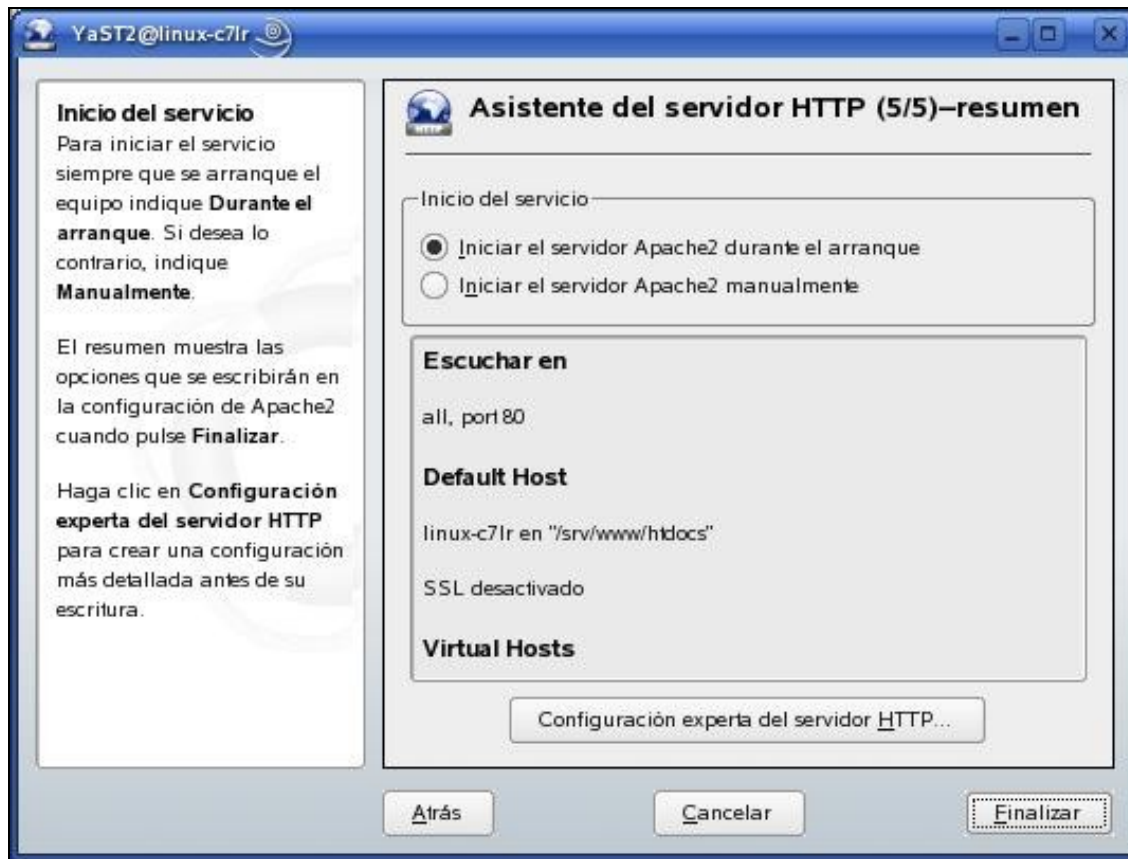 YaST2@linux-c7lr
Inicio del servicio
Para iniciar el servicio
siempre que se arranque el
equipo indique Durante el
arranque. Si desea lo
contrario, indique
Manualmente.
El resumen muestra las
opciones que se escribirán en
la configuración de Apache2
cuando pulse Finalizar.
Haga clic en Configuración
experta del servidor HTTP
para crear una configuración
más detallada antes de su
escritura.
HTTP
Asistente del servidor HTTP (5/5)–resumen
Inicio del servicio
Iniciar el servidor Apache2 durante el arranque
Iniciar el servidor Apache2 manualmente
Escuchar en
all, port 80
Default Host
linux-c7lr en "/srv/www/htdocs"
SSL desactivado
Virtual Hosts
Configuración experta del servidor HTTP...
Atrás
Cancelar
Finalizar